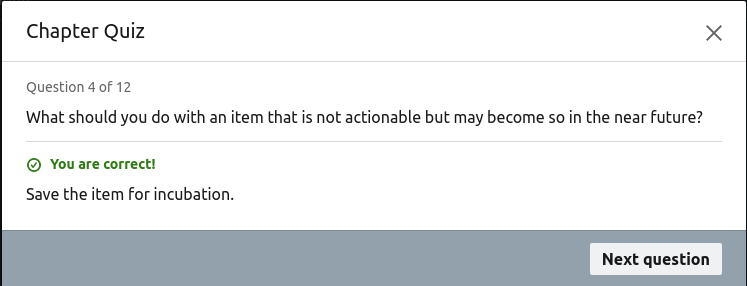 Chapter Quiz
Question 4 of 12
What should you do with an item that is not actionable but may become so in the near future?
You are correct!
Save the item for incubation.
Next question